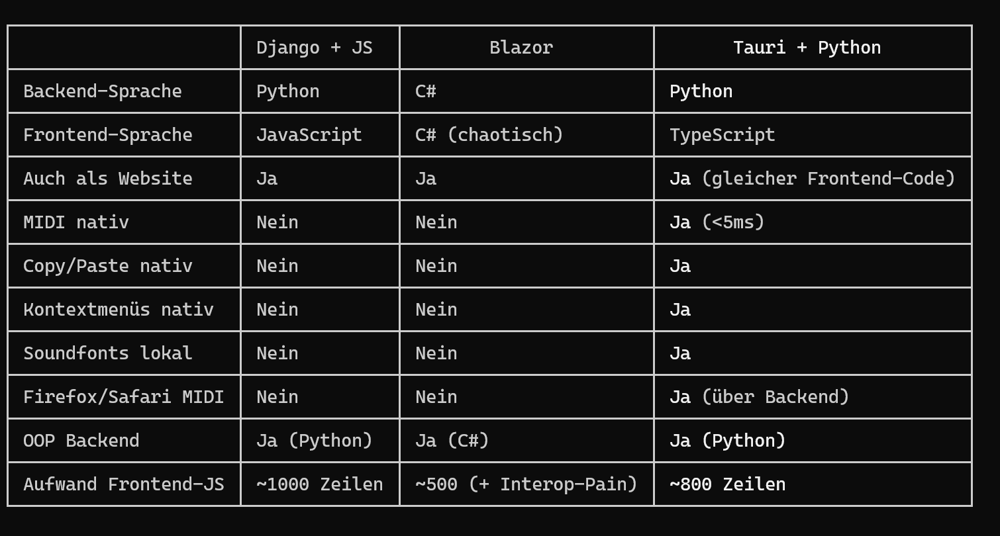 Django + JS Blazor Tauri + Python
Backend-Sprache Python C# Python
Frontend-Sprache JavaScript C# (chaotisch) TypeScript
Auch als Website Ja Ja Ja (gleicher Frontend-Code)
MIDI nativ Nein Nein Ja (<5ms)
Copy/Paste nativ Nein Nein Ja
Kontextmenüs nativ Nein Nein Ja
Soundfonts lokal Nein Nein Ja
Firefox/Safari MIDI Nein Nein Ja (über Backend)
OOP Backend Ja (Python) Ja (C#) Ja (Python)
Aufwand Frontend-JS ~1000 Zeilen ~500 (+ Interop-Pain) ~800 Zeilen